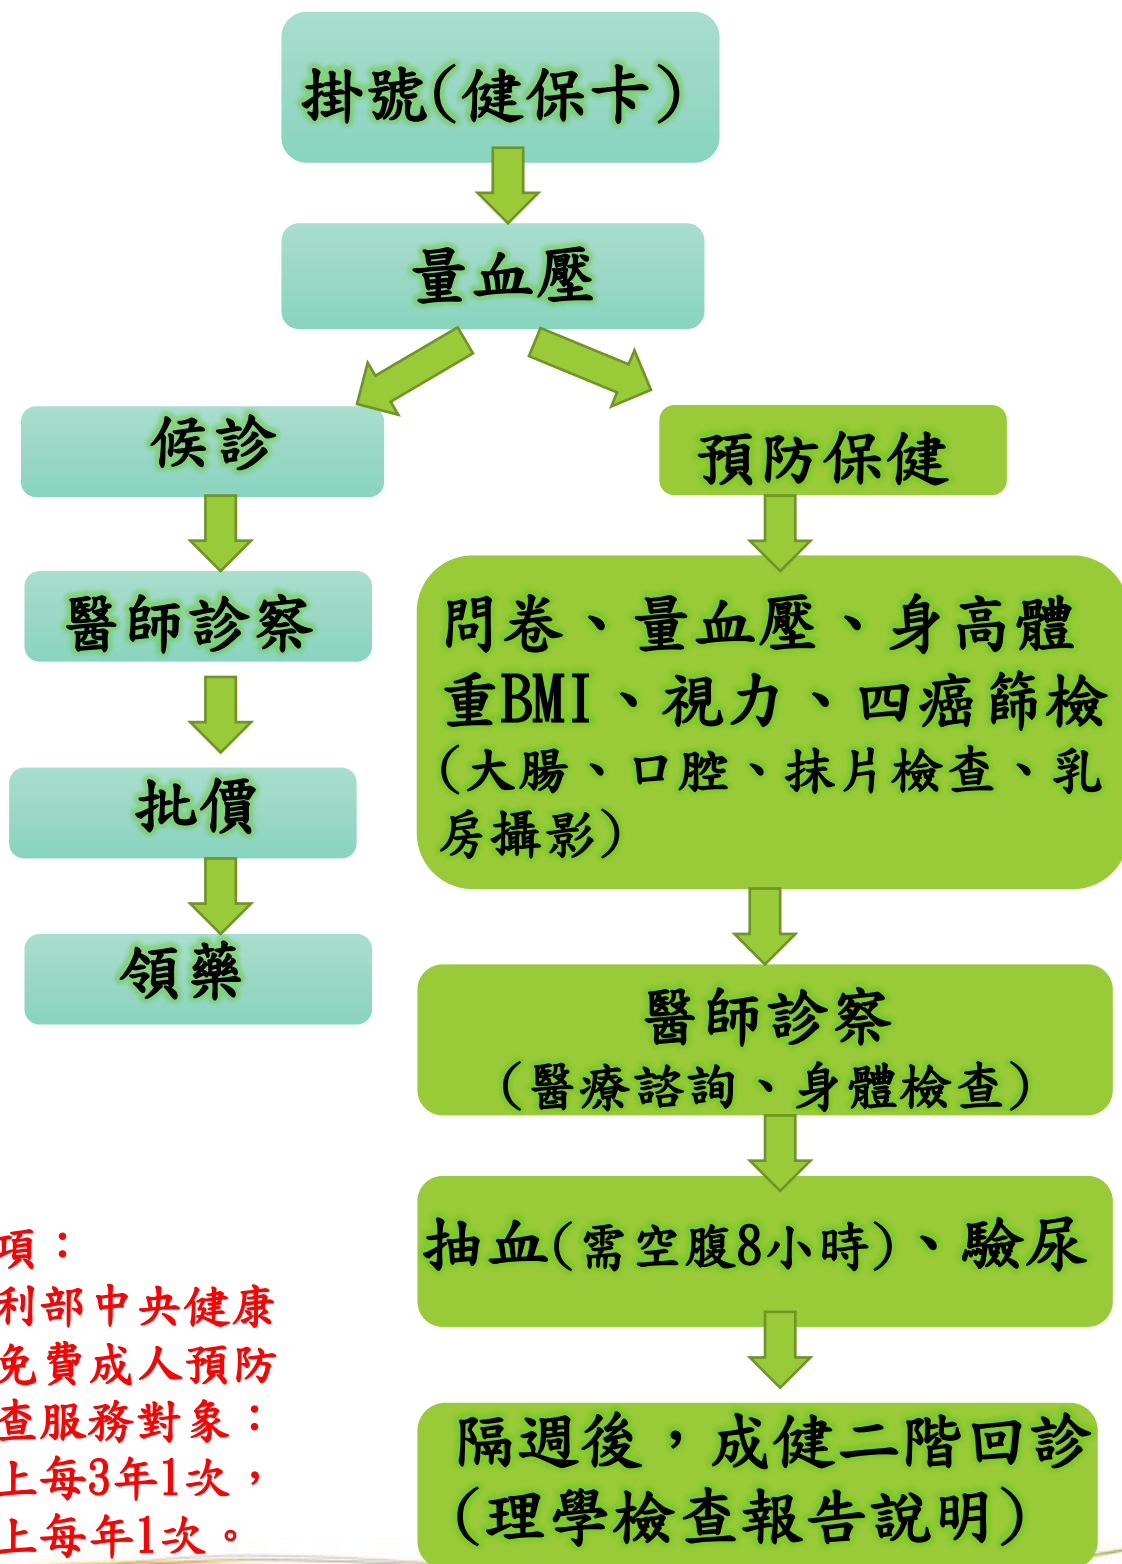 掛號(健保卡)
量血壓
候診
醫師診察
批價
領藥
預防保健
問卷、量血壓、身高體
重BMI、視力、四癌篩檢
(大腸、口腔、抹片檢查、乳
房攝影)
醫師診察
(醫療諮詢、身體檢查)
抽血(需空腹8小時)、驗尿
隔週後，成健二階回診
(理學檢查報告說明)
項：
利部中央健康
免費成人預防
查服務對象：
上每3年1次，
上每年1次。